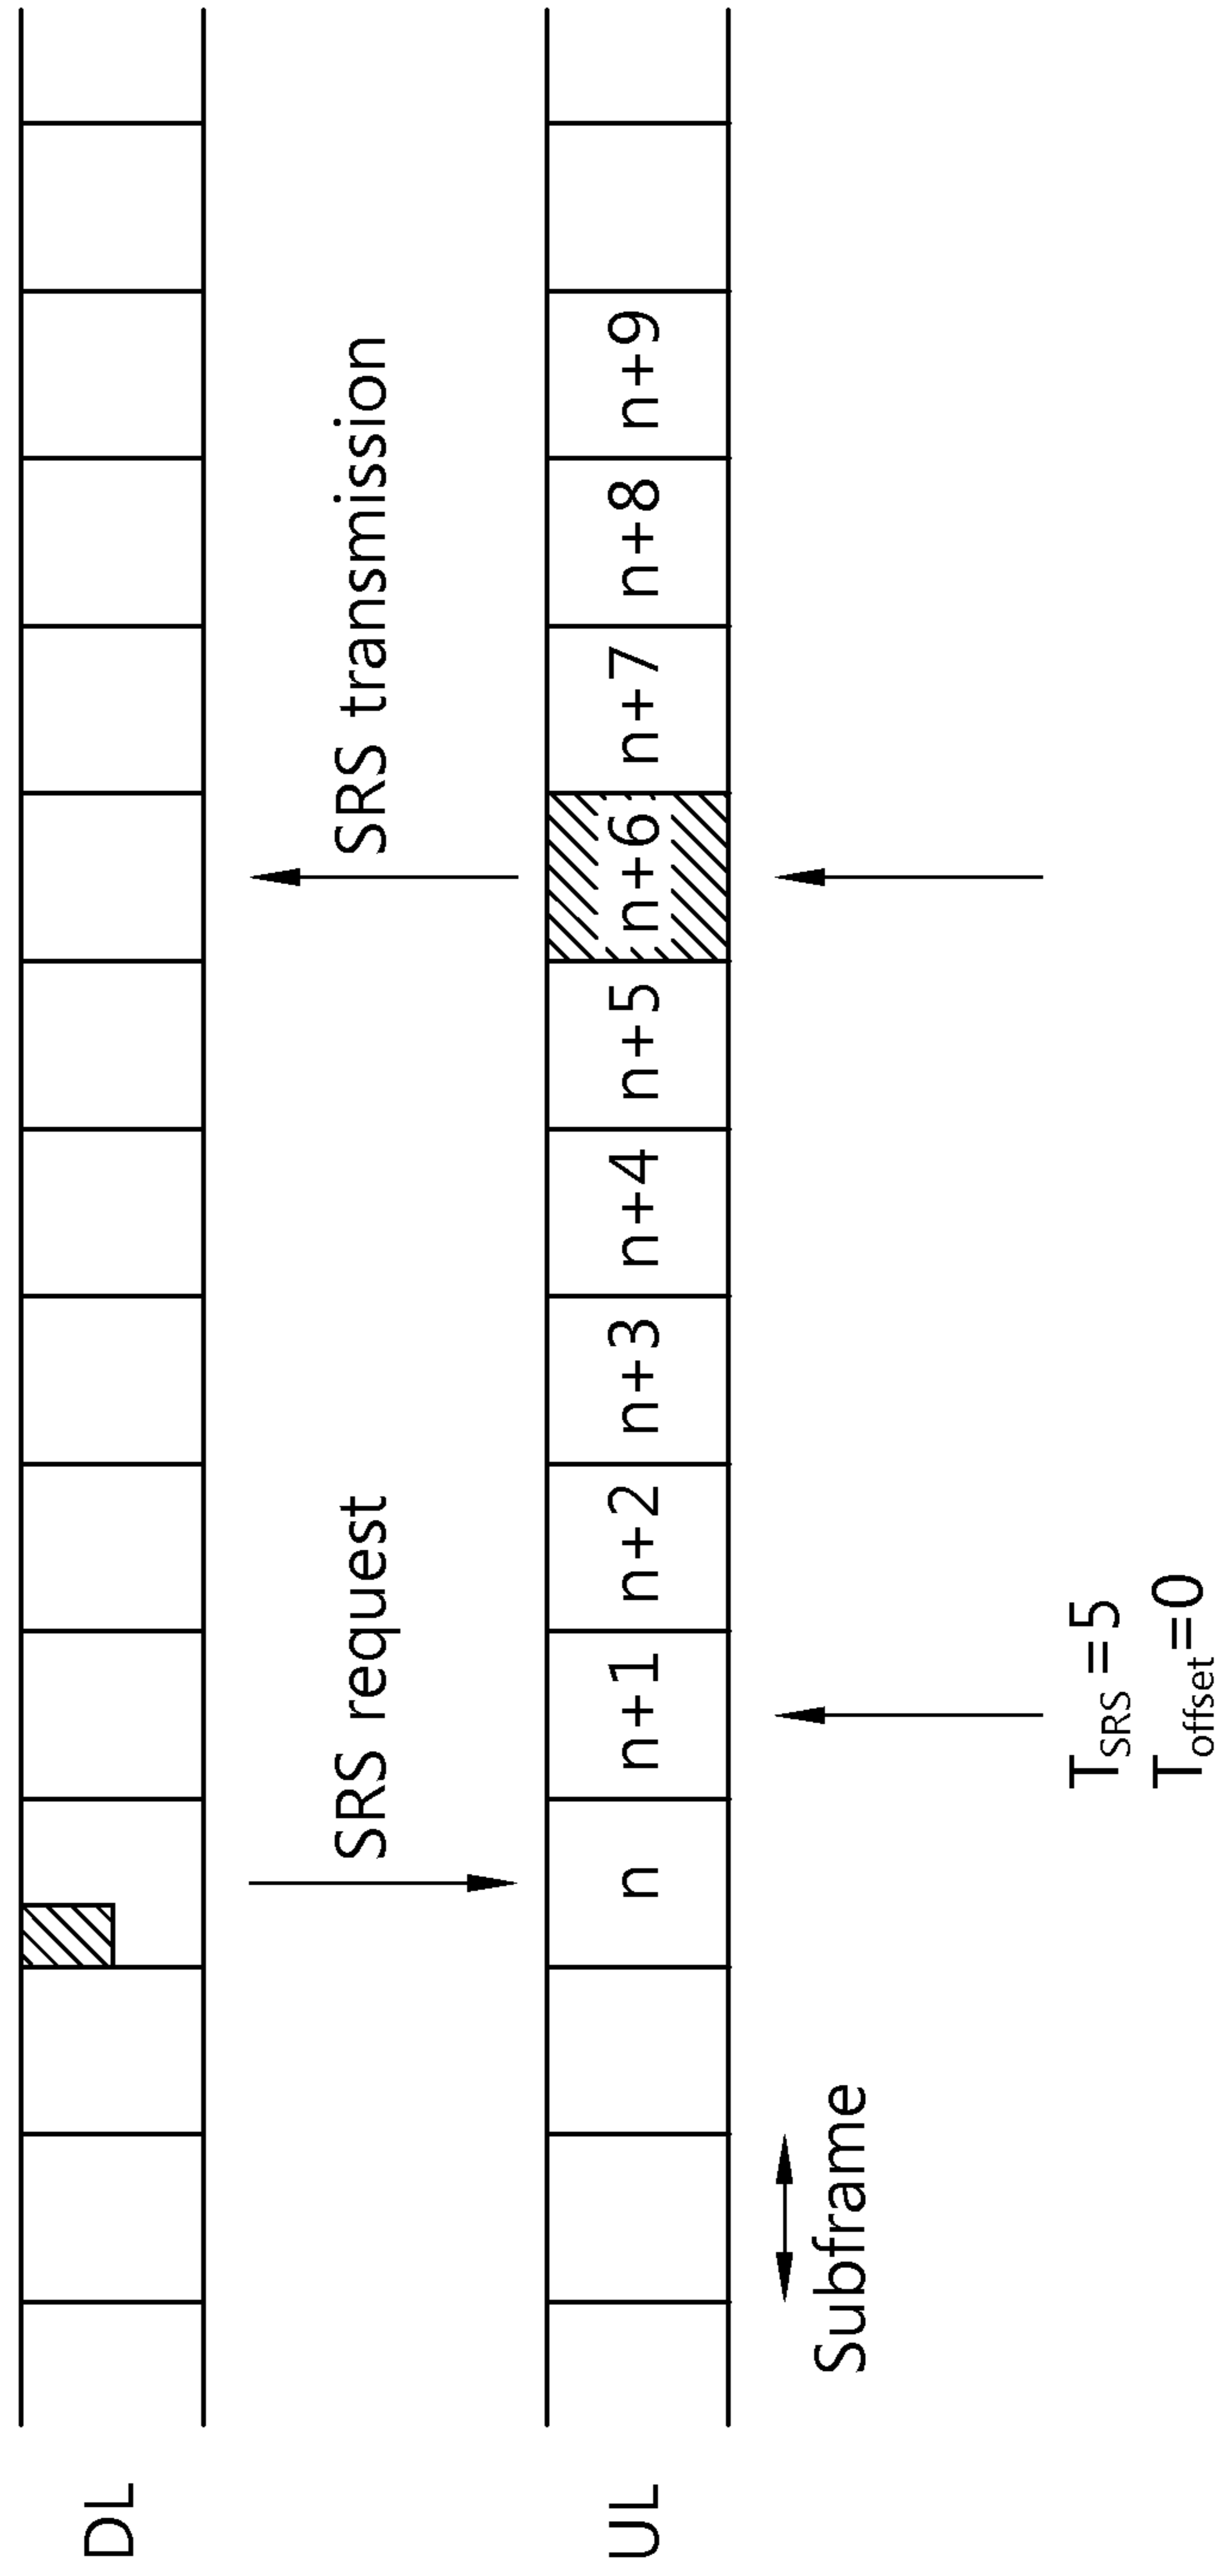 DL
SRS request
SRS transmission
UL
n
n+1
n+2
n+3
n+4
n+5
n+6
n+7
n+8
n+9
Subframe
T_SRS=5
T_offset=0